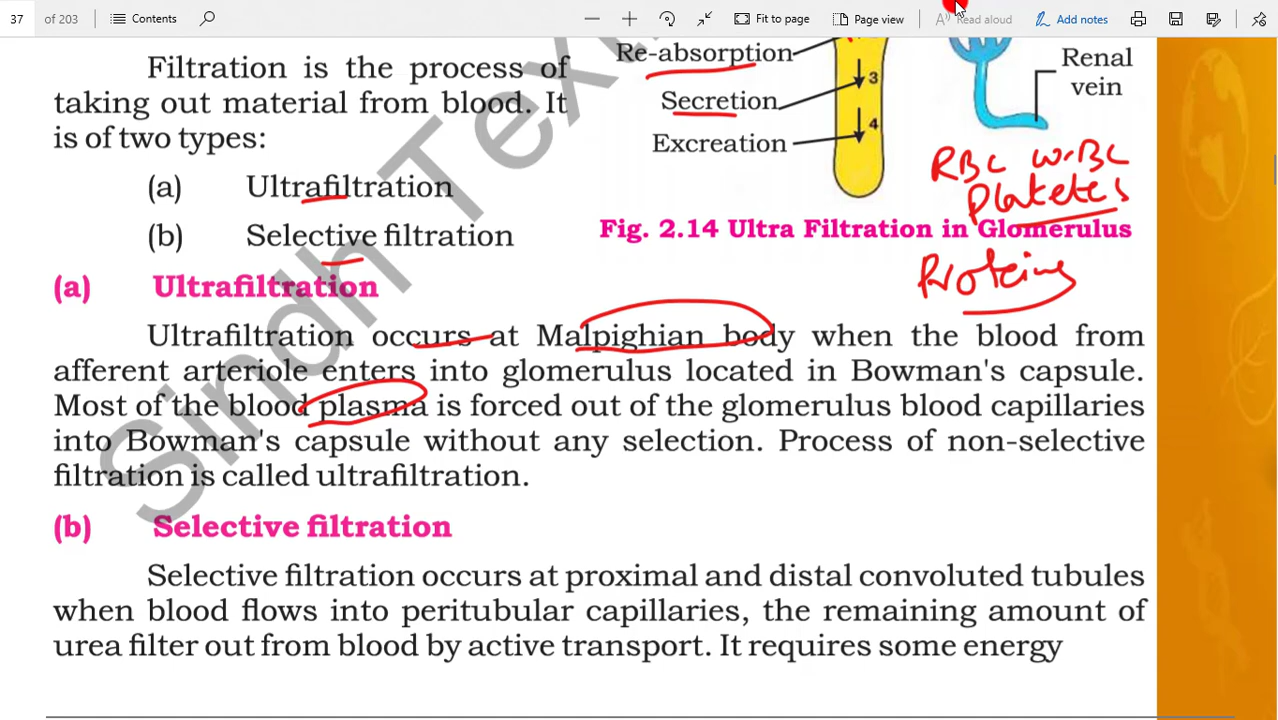 37 of 203 Contents Fit to page Page view Read aloud Add notes
Filtration is the process of
taking out material from blood. It
is of two types:
(a) Ultrafiltration
(b) Selective filtration
Re-absorption
Secretion
Excreation
3
4
Renal
vein
RBC WBC
Plateletes
Fig. 2.14 Ultra Filtration in Glomerulus
Proteins
(a) Ultrafiltration
Ultrafiltration occurs at Malpighian body when the blood from
afferent arteriole enters into glomerulus located in Bowman's capsule.
Most of the blood plasma is forced out of the glomerulus blood capillaries
into Bowman's capsule without any selection. Process of non-selective
filtration is called ultrafiltration.
(b) Selective filtration
Selective filtration occurs at proximal and distal convoluted tubules
when blood flows into peritubular capillaries, the remaining amount of
urea filter out from blood by active transport. It requires some energy
Sindh Tex